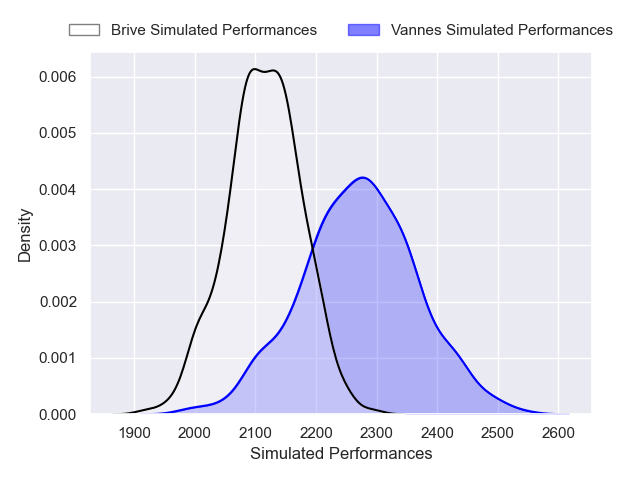 Brive Simulated Performances
Vannes Simulated Performances
0.006
0.005
0.004
0.003
0.002
0.001
0.000
Density
1900 2000 2100 2200 2300 2400 2500 2600
Simulated Performances